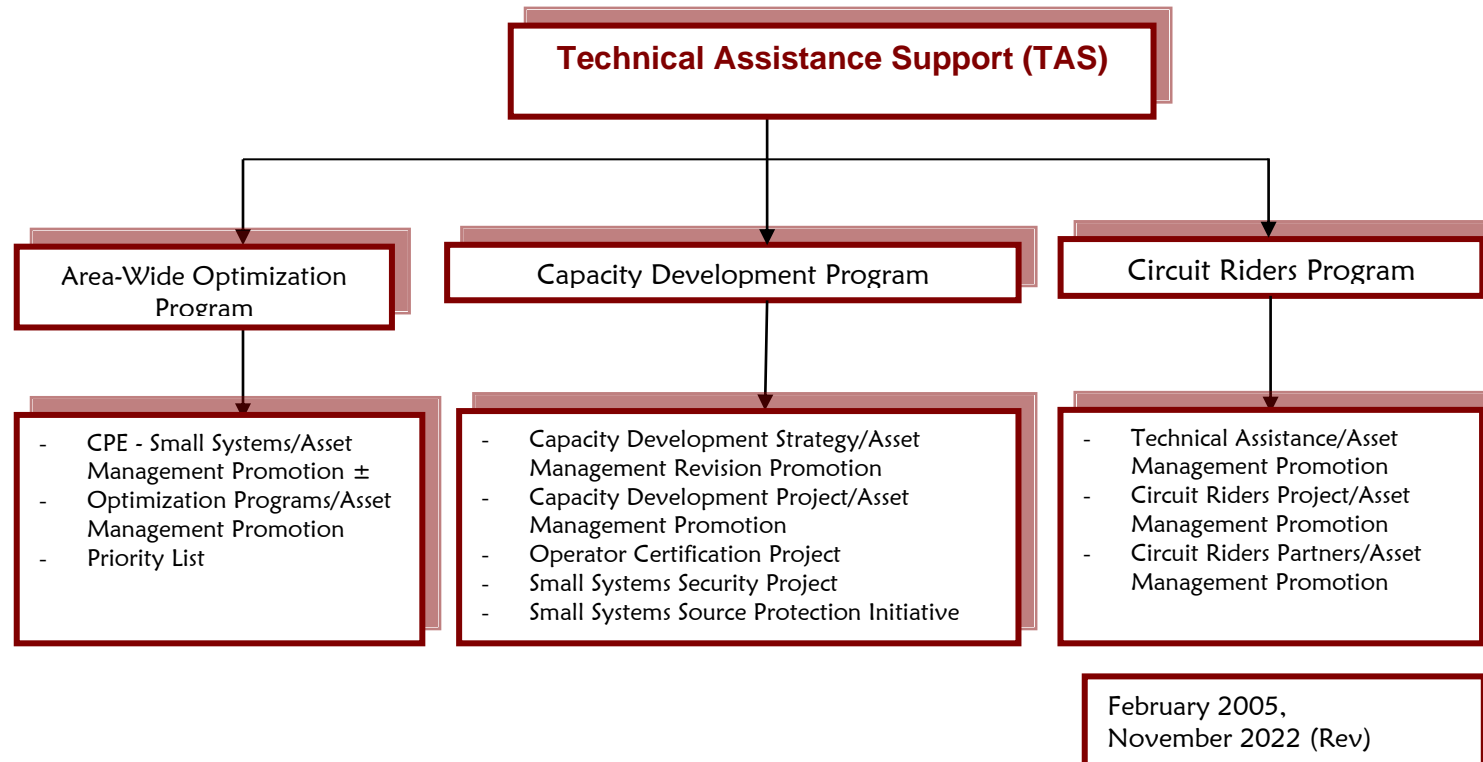 Technical Assistance Support (TAS)
Area-Wide Optimization
Program
Capacity Development Program
Circuit Riders Program
- CPE - Small Systems/Asset
Management Promotion ±
- Optimization Programs/Asset
Management Promotion
- Priority List
- Capacity Development Strategy/Asset
Management Revision Promotion
- Capacity Development Project/Asset
Management Promotion
- Operator Certification Project
- Small Systems Security Project
- Small Systems Source Protection Initiative
- Technical Assistance/Asset
Management Promotion
- Circuit Riders Project/Asset
Management Promotion
- Circuit Riders Partners/Asset
Management Promotion
February 2005,
November 2022 (Rev)